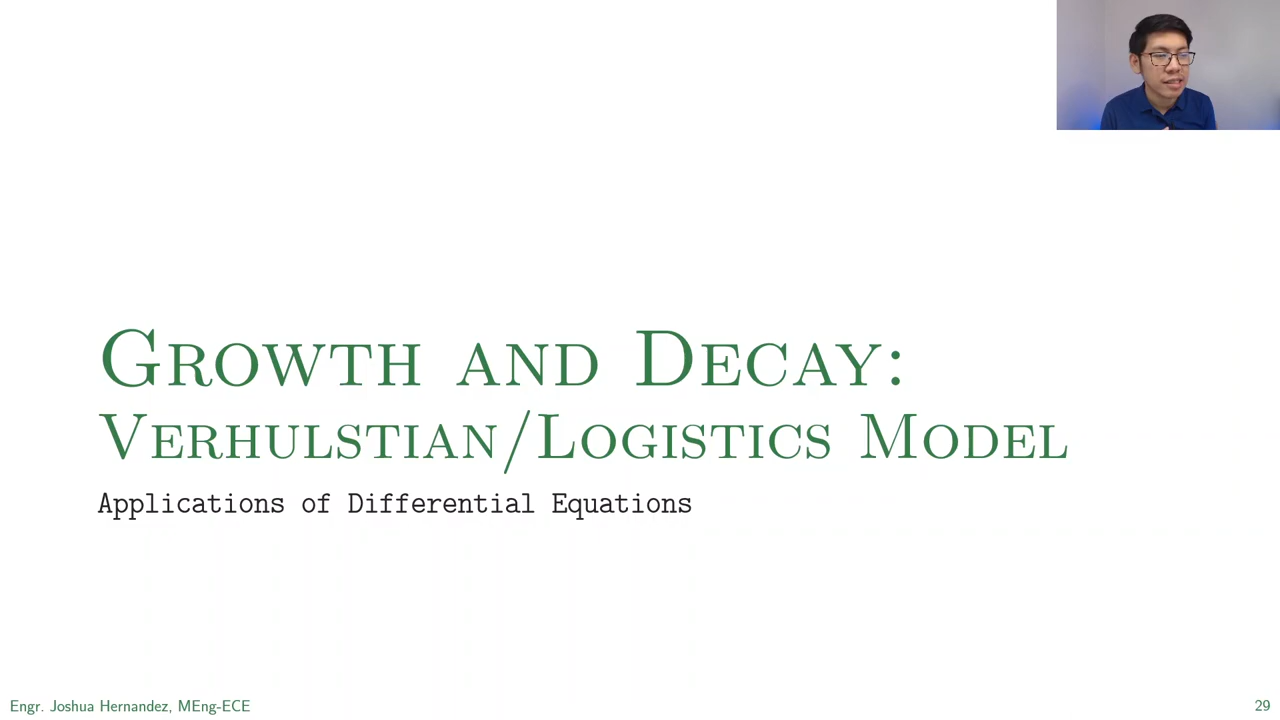 Growth and Decay:
Verhulstian/Logistics Model
Applications of Differential Equations
Engr. Joshua Hernandez, MEng-ECE
29